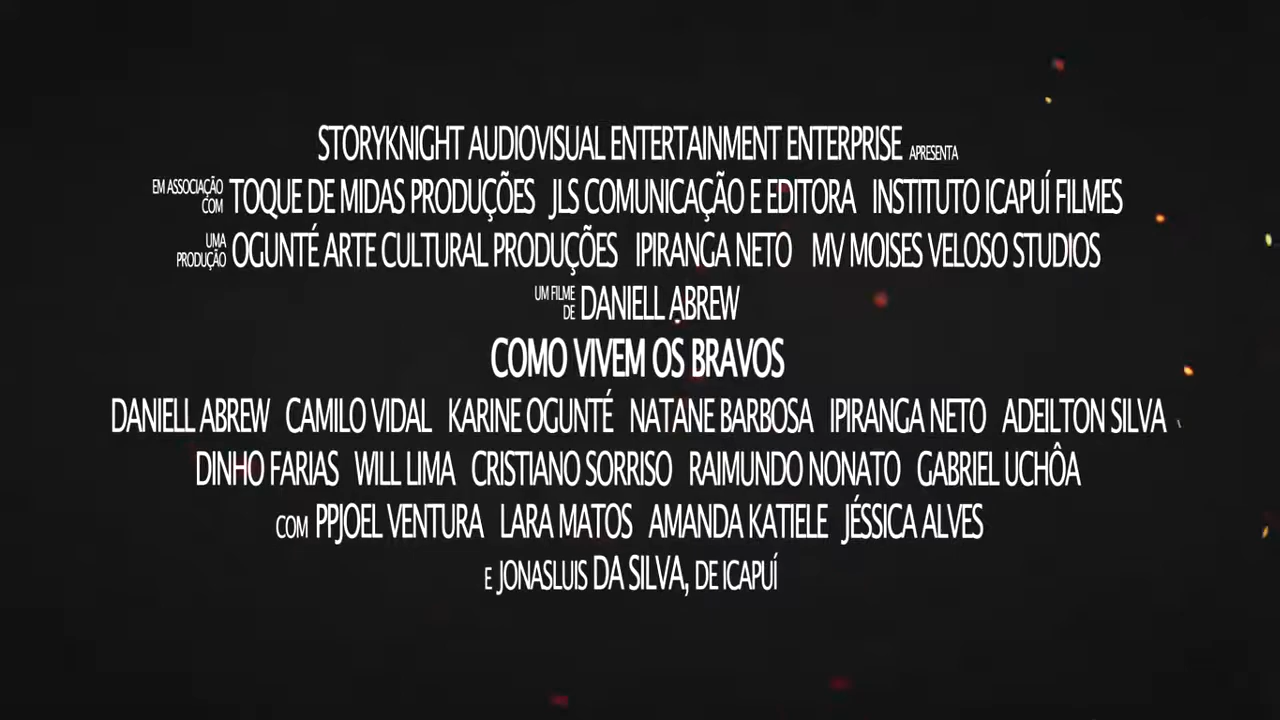 STORYKNIGHT AUDIOVISUAL ENTERTAINMENT ENTERPRISE APRESENTA
EM ASSOCIAÇÃO COM TOQUE DE MIDAS PRODUÇÕES JLS COMUNICAÇÃO E EDITORA INSTITUTO ICAPUÍ FILMES
UMA PRODUÇÃO OGUNTÉ ARTE CULTURAL PRODUÇÕES IPIRANGA NETO MV MOISES VELOSO STUDIOS
UM FILME DE DANIELL ABREW
COMO VIVEM OS BRAVOS
DANIELL ABREW CAMILO VIDAL KARINE OGUNTÉ NATANE BARBOSA IPIRANGA NETO ADEILTON SILVA
DINHO FARIAS WILL LIMA CRISTIANO SORRISO RAIMUNDO NONATO GABRIEL UCHÔA
COM PPJOEL VENTURA LARA MATOS AMANDA KATIELE JÉSSICA ALVES
E JONASLUIS DA SILVA, DE ICAPUÍ